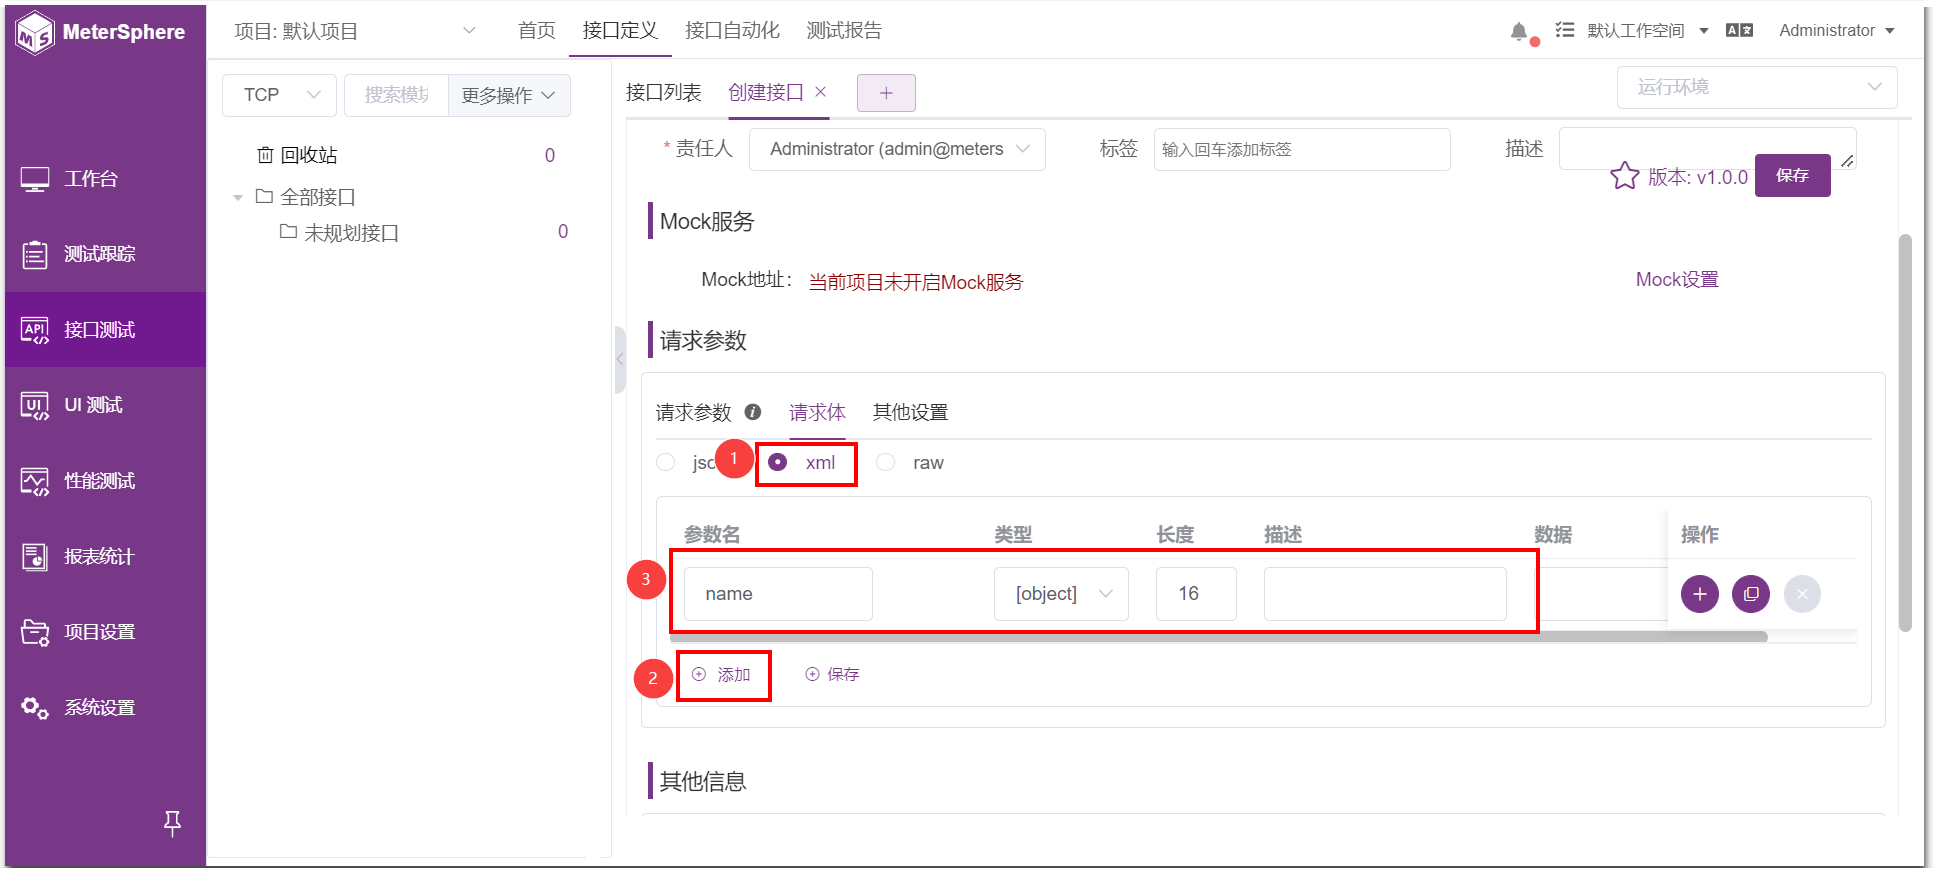 MeterSphere
项目: 默认项目
首页 接口定义 接口自动化 测试报告
默认工作空间
Administrator
工作台
测试跟踪
接口测试
UI 测试
性能测试
报表统计
项目设置
系统设置
TCP 搜索模块 更多操作
回收站 0
全部接口
未规划接口 0
接口列表 创建接口
运行环境
* 责任人 Administrator (admin@meters 标签 输入回车添加标签 描述
版本: v1.0.0 保存
Mock服务
Mock地址: 当前项目未开启Mock服务 Mock设置
请求参数
请求参数 请求体 其他设置
1 xml raw
参数名 类型 长度 描述 数据 操作
3 name [object] 16
2 添加 保存
其他信息